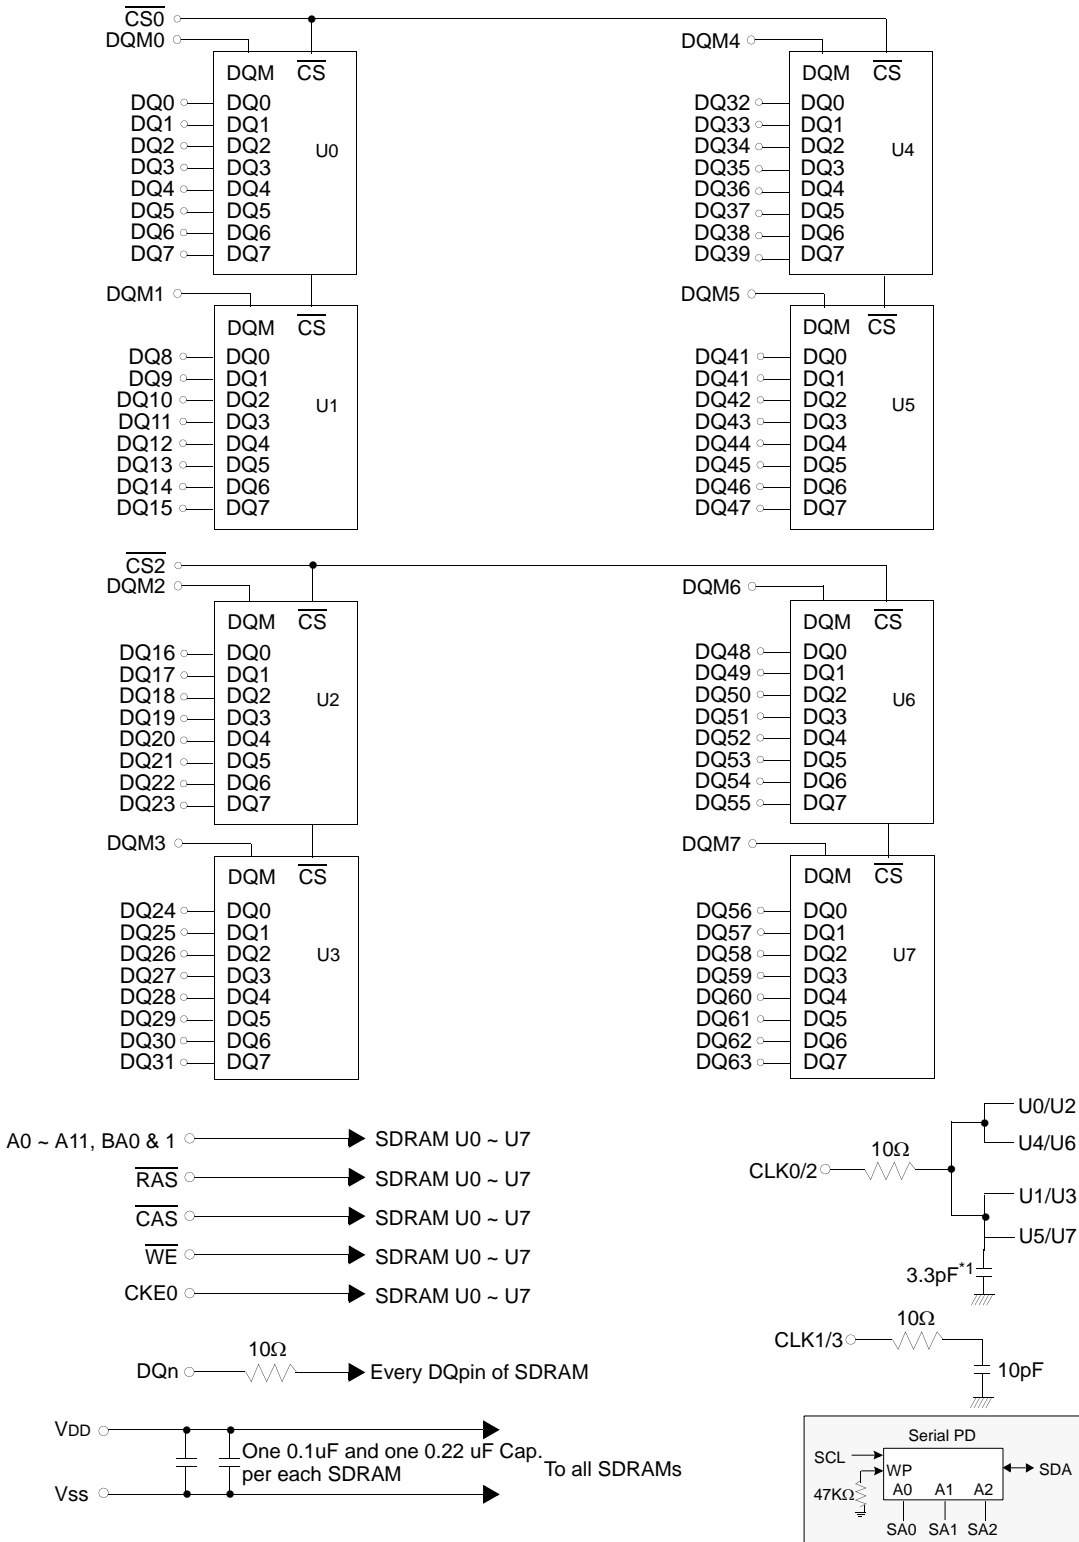 CS0
DQM0
DQM CS
DQ0 DQ0
DQ1 DQ1
DQ2 DQ2
DQ3 DQ3
DQ4 DQ4
DQ5 DQ5
DQ6 DQ6
DQ7 DQ7
U0
DQM4
DQM CS
DQ32 DQ0
DQ33 DQ1
DQ34 DQ2
DQ35 DQ3
DQ36 DQ4
DQ37 DQ5
DQ38 DQ6
DQ39 DQ7
U4
DQM1
DQM CS
DQ8 DQ0
DQ9 DQ1
DQ10 DQ2
DQ11 DQ3
DQ12 DQ4
DQ13 DQ5
DQ14 DQ6
DQ15 DQ7
U1
DQM5
DQM CS
DQ41 DQ0
DQ41 DQ1
DQ42 DQ2
DQ43 DQ3
DQ44 DQ4
DQ45 DQ5
DQ46 DQ6
DQ47 DQ7
U5
CS2
DQM2
DQM CS
DQ16 DQ0
DQ17 DQ1
DQ18 DQ2
DQ19 DQ3
DQ20 DQ4
DQ21 DQ5
DQ22 DQ6
DQ23 DQ7
U2
DQM6
DQM CS
DQ48 DQ0
DQ49 DQ1
DQ50 DQ2
DQ51 DQ3
DQ52 DQ4
DQ53 DQ5
DQ54 DQ6
DQ55 DQ7
U6
DQM3
DQM CS
DQ24 DQ0
DQ25 DQ1
DQ26 DQ2
DQ27 DQ3
DQ28 DQ4
DQ29 DQ5
DQ30 DQ6
DQ31 DQ7
U3
DQM7
DQM CS
DQ56 DQ0
DQ57 DQ1
DQ58 DQ2
DQ59 DQ3
DQ60 DQ4
DQ61 DQ5
DQ62 DQ6
DQ63 DQ7
U7
A0 ~ A11, BA0 & 1 SDRAM U0 ~ U7
RAS SDRAM U0 ~ U7
CAS SDRAM U0 ~ U7
WE SDRAM U0 ~ U7
CKE0 SDRAM U0 ~ U7
10Ω
DQn Every DQpin of SDRAM
VDD
One 0.1uF and one 0.22 uF Cap.
per each SDRAM
To all SDRAMs
Vss
U0/U2
U4/U6
10Ω
CLK0/2
U1/U3
U5/U7
3.3pF*1
10Ω
CLK1/3
10pF
Serial PD
SCL
WP
SDA
47KΩ
A0 A1 A2
SA0 SA1 SA2